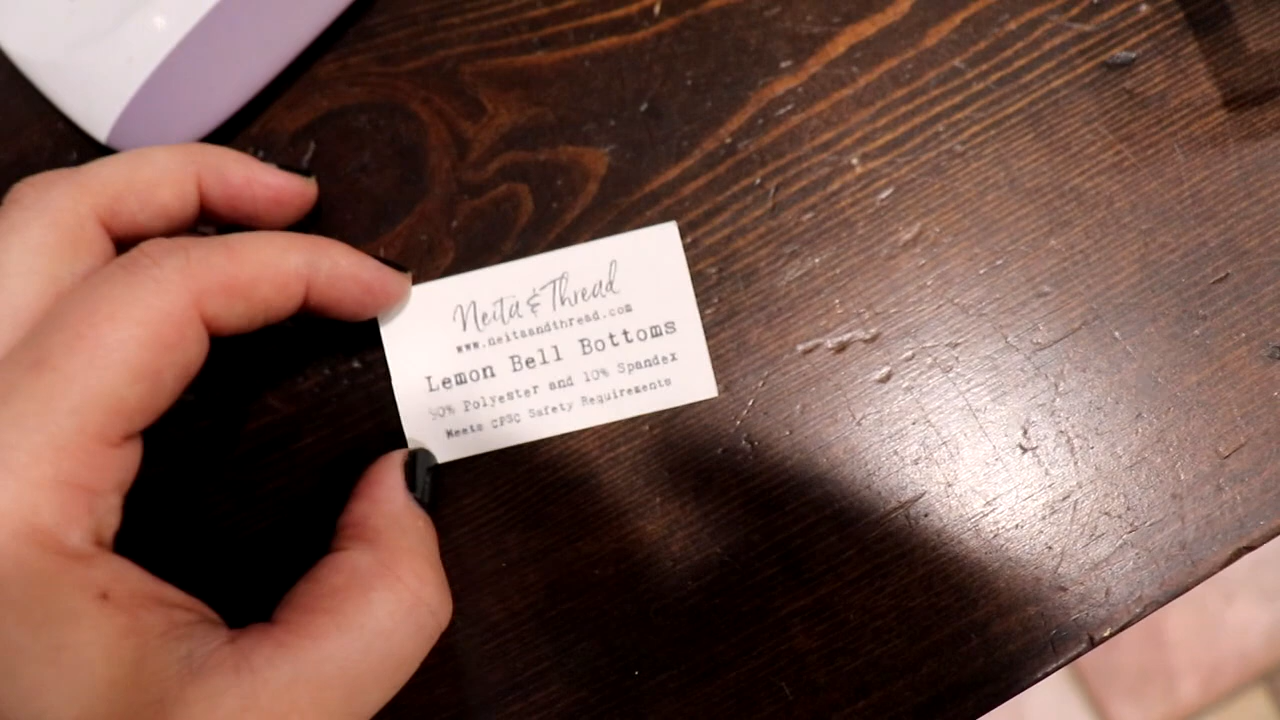 Neita & Thread
www.neitaandthread.com
Lemon Bell Bottoms
90% Polyester and 10% Spandex
Meets CPSC Safety Requirements